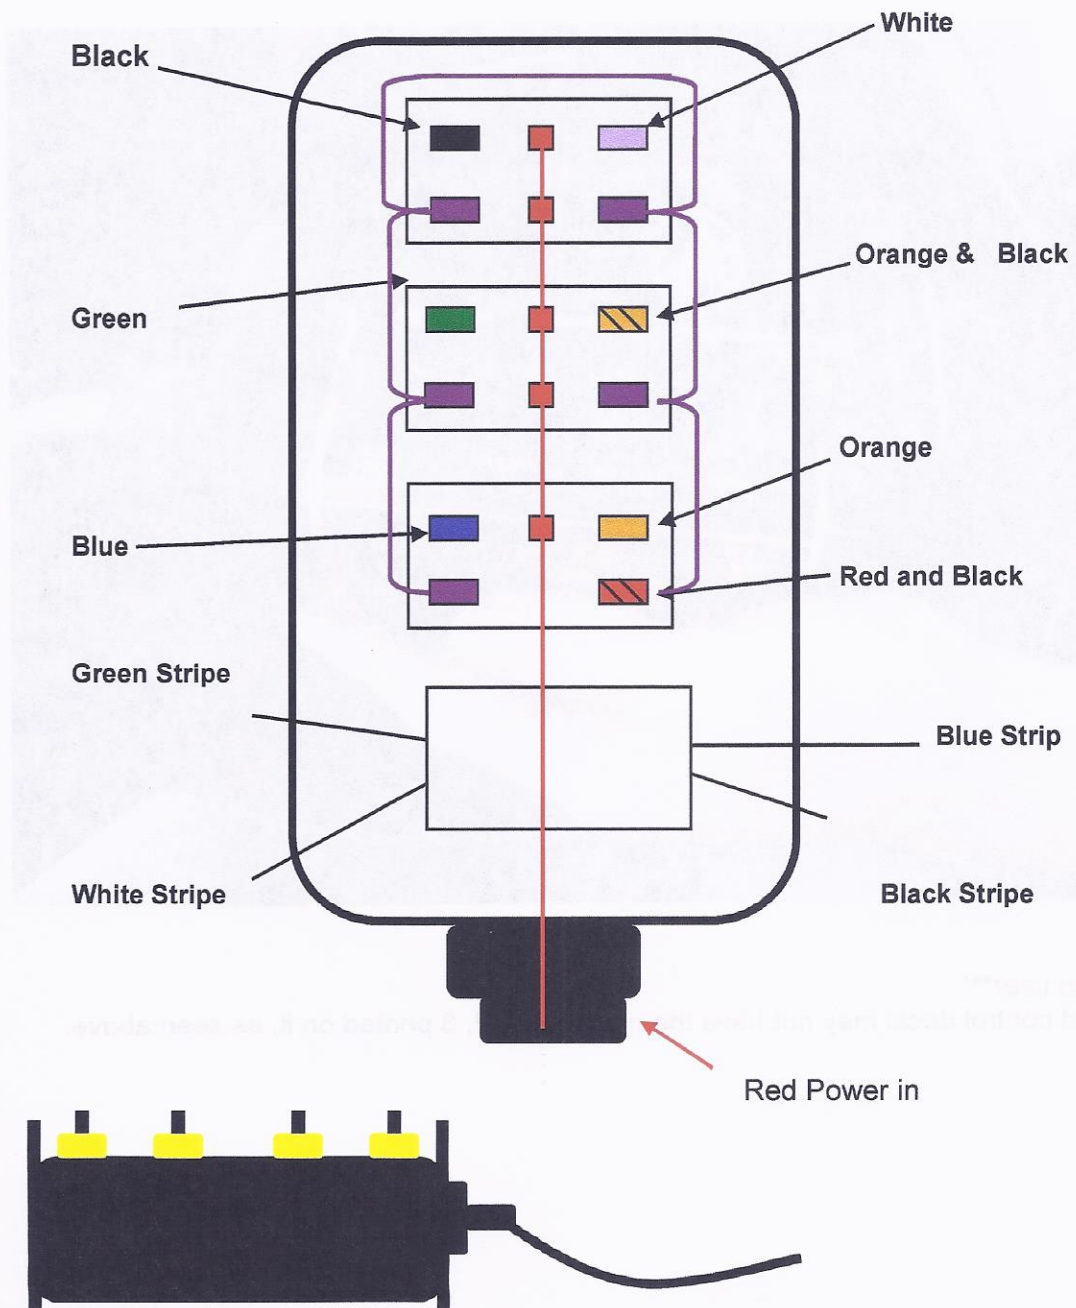 White
Black
Orange & Black
Green
Orange
Blue
Red and Black
Green Stripe
Blue Strip
White Stripe
Black Stripe
Red Power in